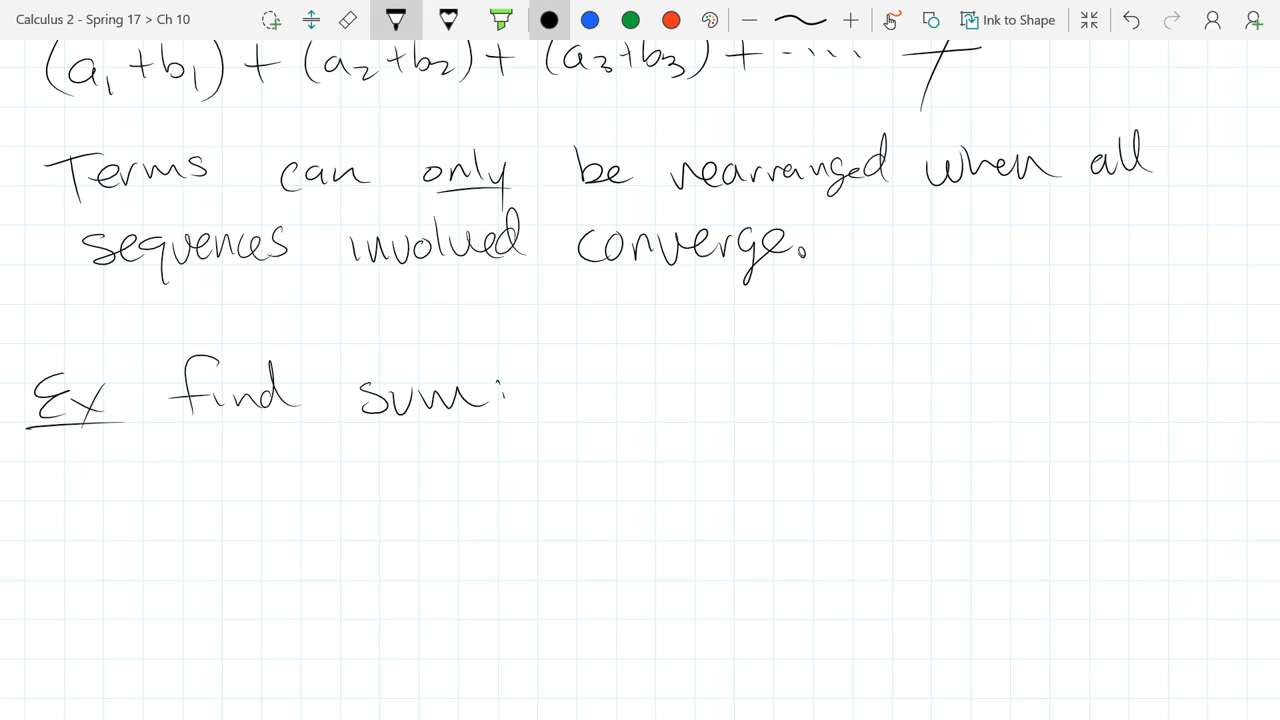 Calculus 2 - Spring 17 > Ch 10
Ink to Shape
(a₁+b₁) + (a₂+b₂) + (a₃+b₃) + ....
Terms can only be rearranged when all
sequences involved converge.
Ex find sum: